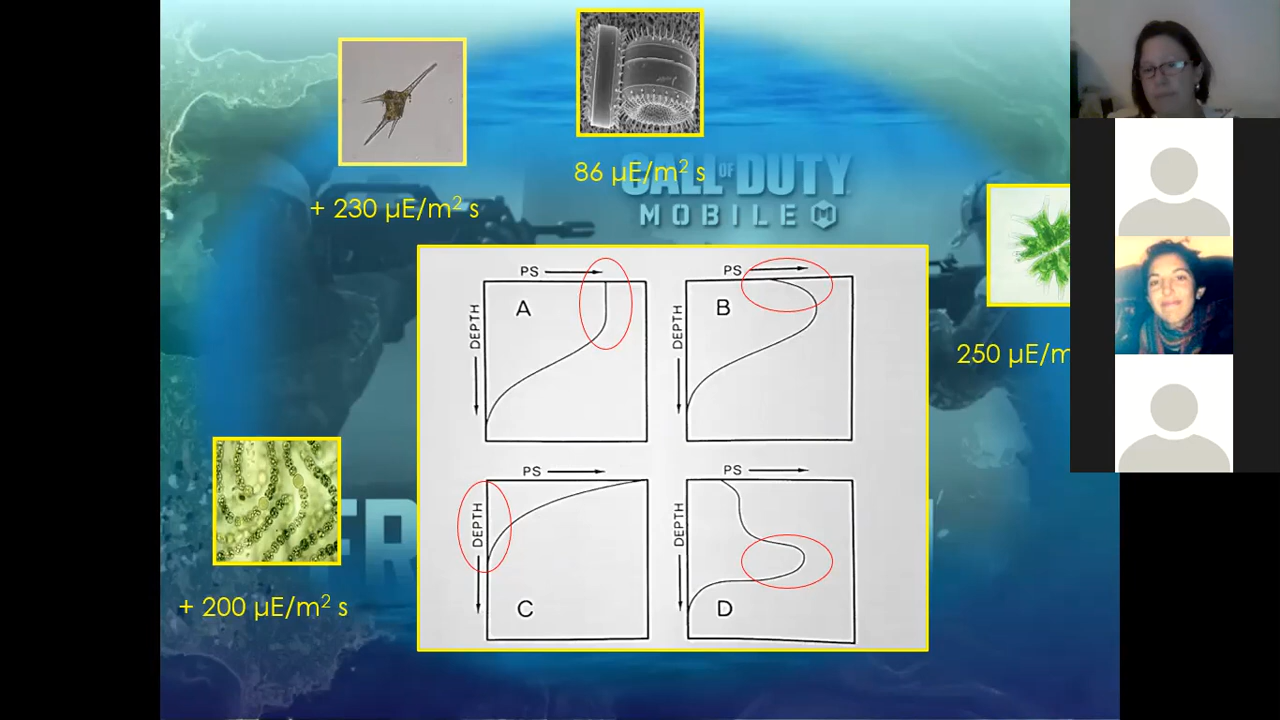 86 µE/m² s
+ 230 µE/m² s
CALL OF DUTY
MOBILE
PS
DEPTH
A
PS
DEPTH
B
250 µE/m
PS
DEPTH
C
PS
DEPTH
D
+ 200 µE/m² s